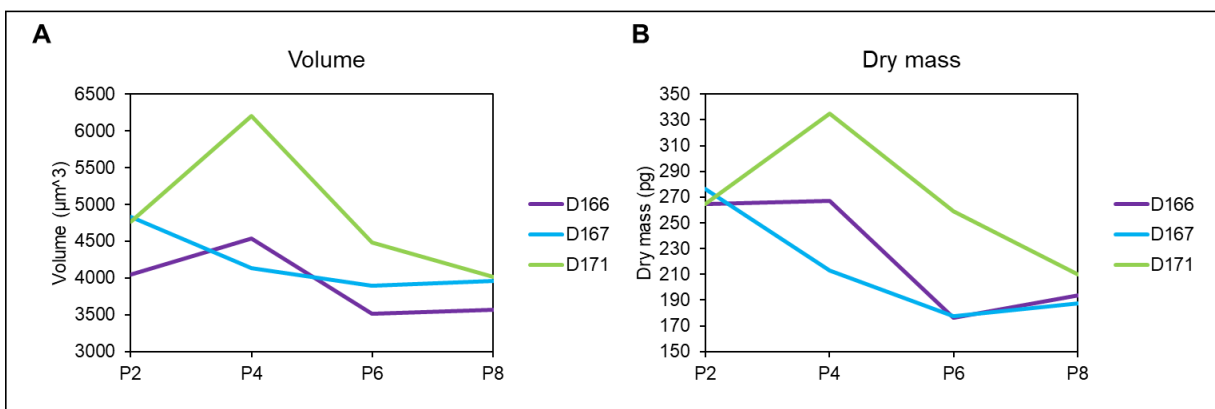 A
Volume
Volume (µm^3)
6500
6000
5500
5000
4500
4000
3500
3000
P2 P4 P6 P8
D166
D167
D171
B
Dry mass
Dry mass (pg)
350
330
310
290
270
250
230
210
190
170
150
P2 P4 P6 P8
D166
D167
D171